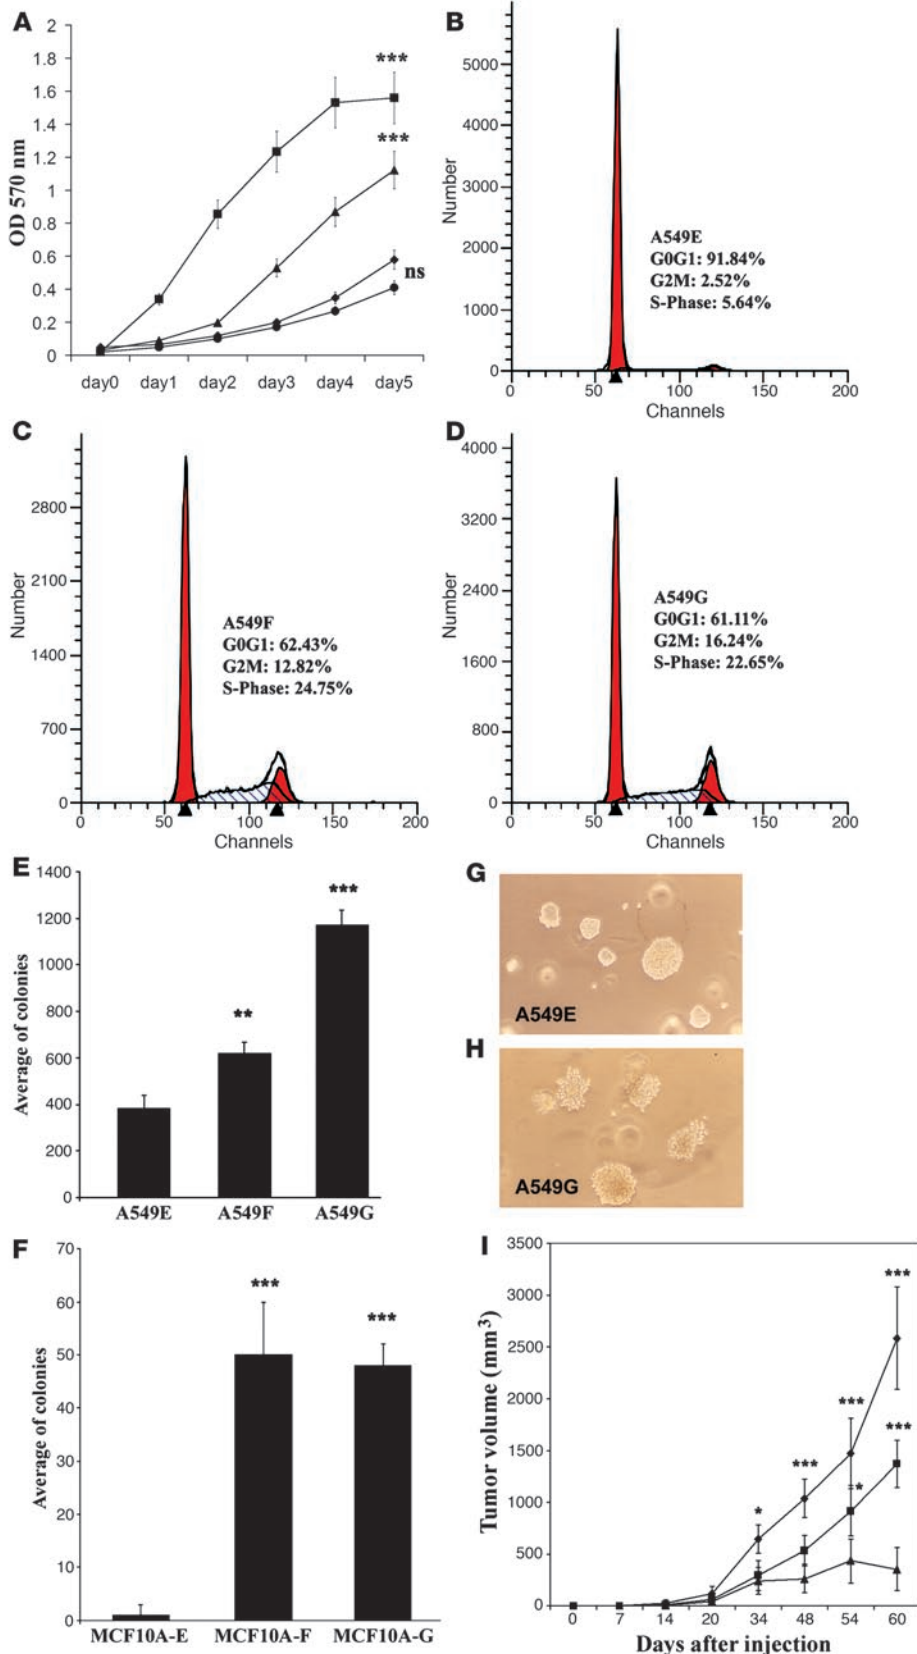 A
2
1.8
1.6
1.4
1.2
1
0.8
0.6
0.4
0.2
0
OD 570 nm
***
***
ns
day0 day1 day2 day3 day4 day5
B
5000
4000
3000
2000
1000
0
Number
A549E
G0G1: 91.84%
G2M: 2.52%
S-Phase: 5.64%
0 50 100 150 200
Channels
C
2800
2100
1400
700
0
Number
A549F
G0G1: 62.43%
G2M: 12.82%
S-Phase: 24.75%
0 50 100 150 200
Channels
D
4000
3200
2400
1600
800
0
Number
A549G
G0G1: 61.11%
G2M: 16.24%
S-Phase: 22.65%
0 50 100 150 200
Channels
E
1400
1200
1000
800
600
400
200
0
Average of colonies
**
***
A549E A549F A549G
G
A549E
H
A549G
F
70
60
50
40
30
20
10
0
Average of colonies
***
***
MCF10A-E MCF10A-F MCF10A-G
I
3500
3000
2500
2000
1500
1000
500
0
Tumor volume (mm³)
*
***
***
*
***
***
0 7 14 20 34 48 54 60
Days after injection